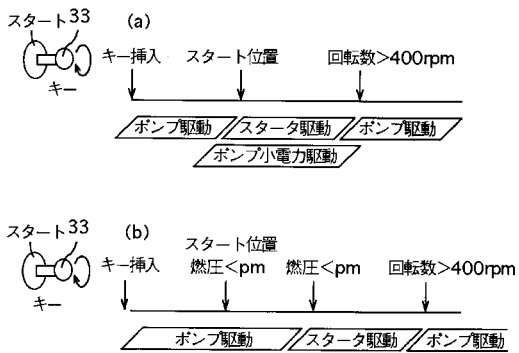 スタート33
(a)
キー
キー挿入
スタート位置
回転数>400rpm
ポンプ駆動
スタータ駆動
ポンプ駆動
ポンプ小電力駆動
スタート33
(b)
キー
キー挿入
スタート位置
燃圧<pm
燃圧<pm
回転数>400rpm
ポンプ駆動
スタータ駆動
ポンプ駆動